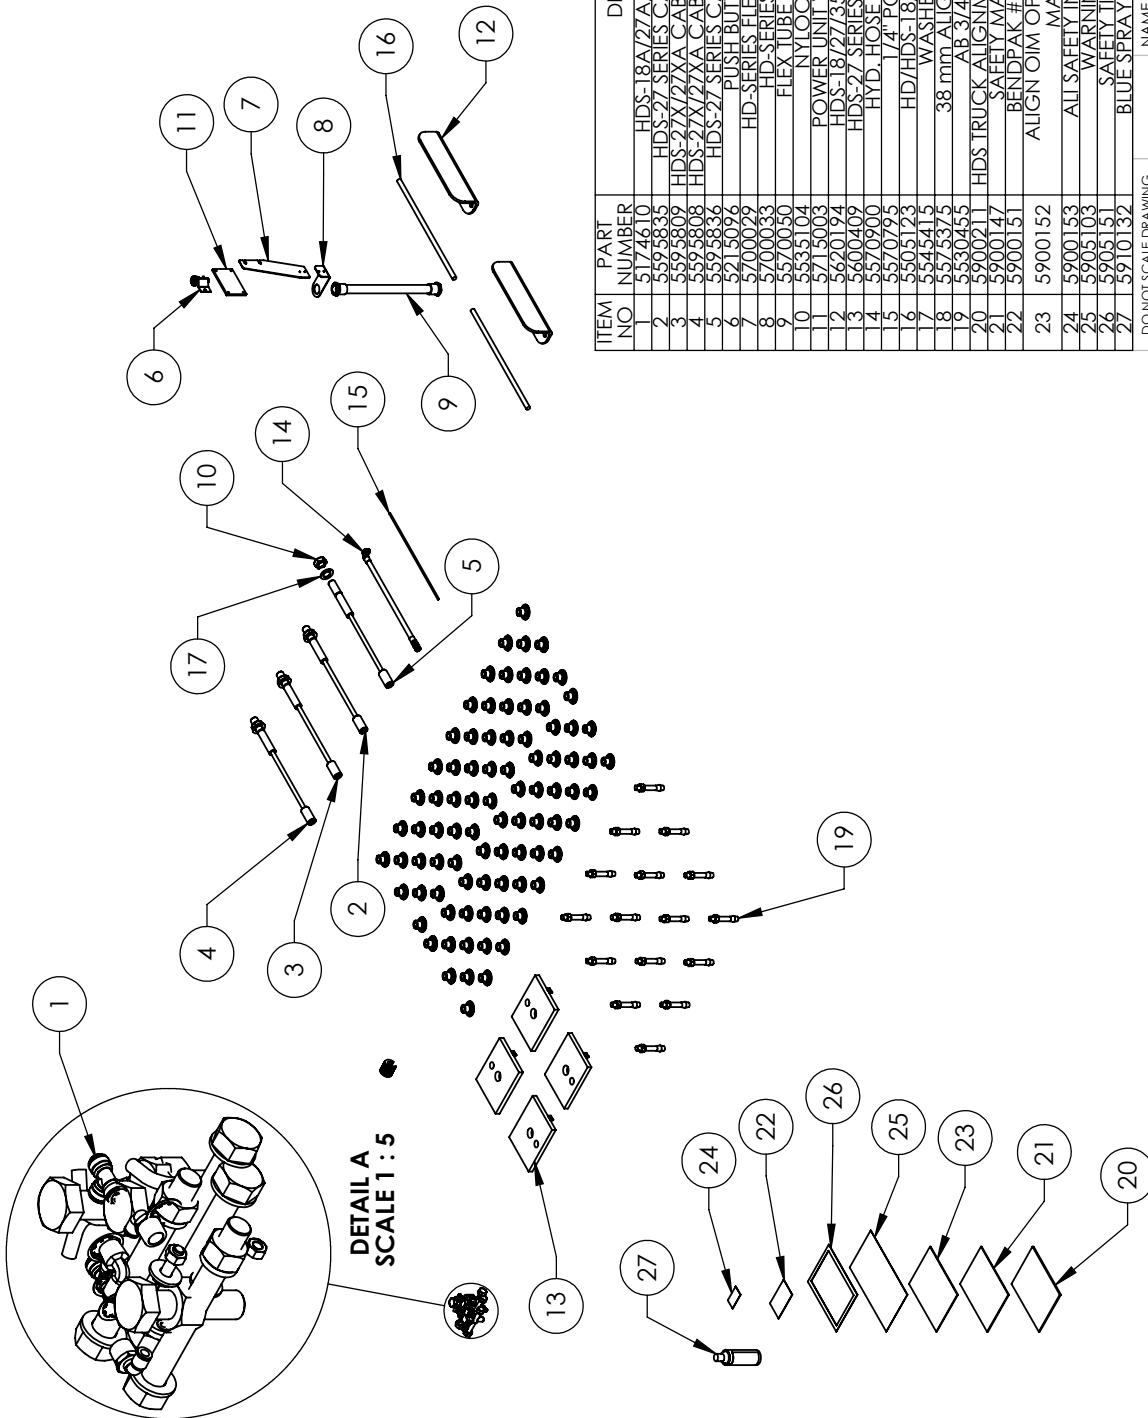 16
12
11
7
8
6
9
15
14
10
5
17
2
3
4
19
1
DETAIL A
SCALE 1 : 5
13
26
25
24
22
23
21
20
27
ITEM NO PART NUMBER
1 5174610 HDS-18A/27A
2 5595835 HDS-27 SERIES
3 5595809 HDS-27X/27XA CAB
4 5595808 HDS-27X/27XA CAB
5 5595836 HDS-27 SERIES
6 5215096 PUSH BUT
7 5700029 HD-SERIES FLE
8 5700033 HD-SERIES
9 5570050 FLEX TUBE
10 5535104 NYLOC
11 5715003 POWER UNIT
12 5620194 HDS-18/27/35
13 5600409 HDS-27 SERIES
14 5570900 HYD. HOSE
15 5570795 1/4" PO
16 5505123 HD/HDS-18/
17 5545415 WASHE
18 5575375 38 mm ALIG
19 5530455 AB 3/4
20 5900211 HDS TRUCK ALIGNM
21 5900147 SAFETY MA
22 5900151 BENDPAK #
23 5900152 ALIGN OIM OF
MA
24 5900153 ALI SAFETY IN
25 5905103 WARNIN
26 5905151 SAFETY TI
27 5910132 BLUE SPRAY
DO NOT SCALE DRAWING
NAME